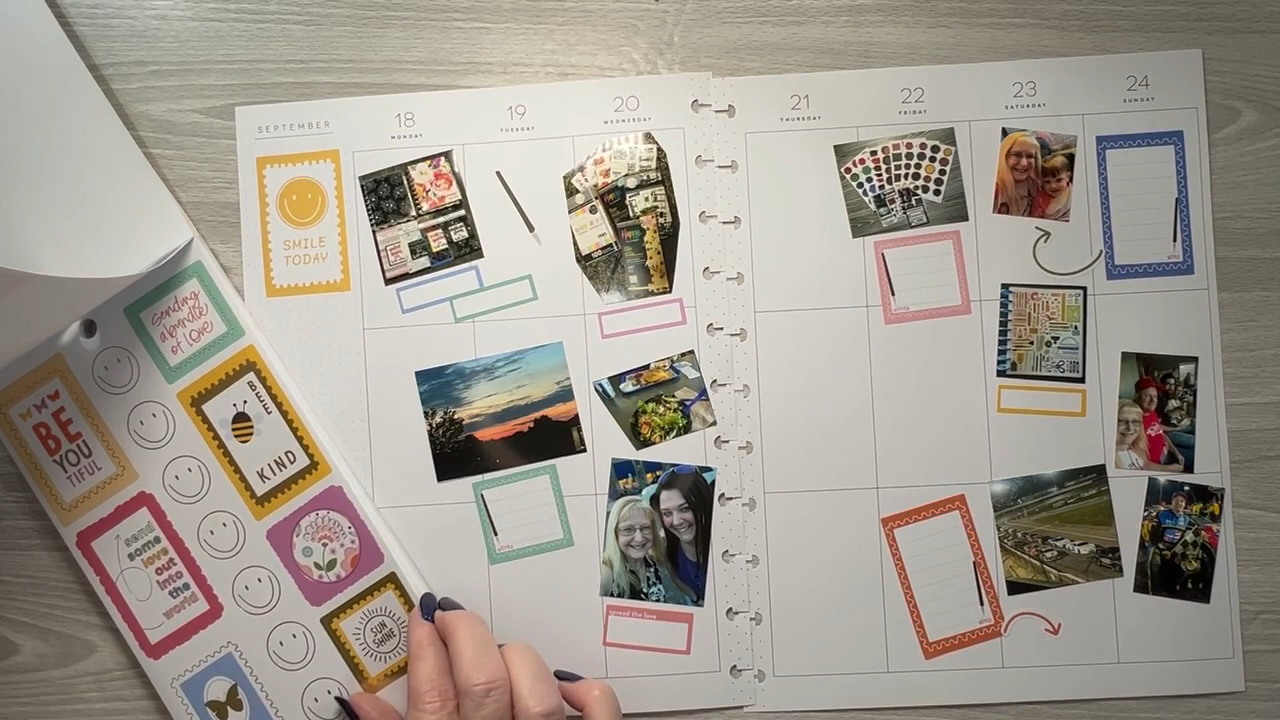 SEPTEMBER
18
MONDAY
19
TUESDAY
20
WEDNESDAY
21
THURSDAY
22
FRIDAY
23
SATURDAY
24
SUNDAY
SMILE
TODAY
spread the love
sending
a bundle
of love
BE
YOU
TIFUL
BEE
KIND
send
some
love
out
into
the
world
SUN
SHINE